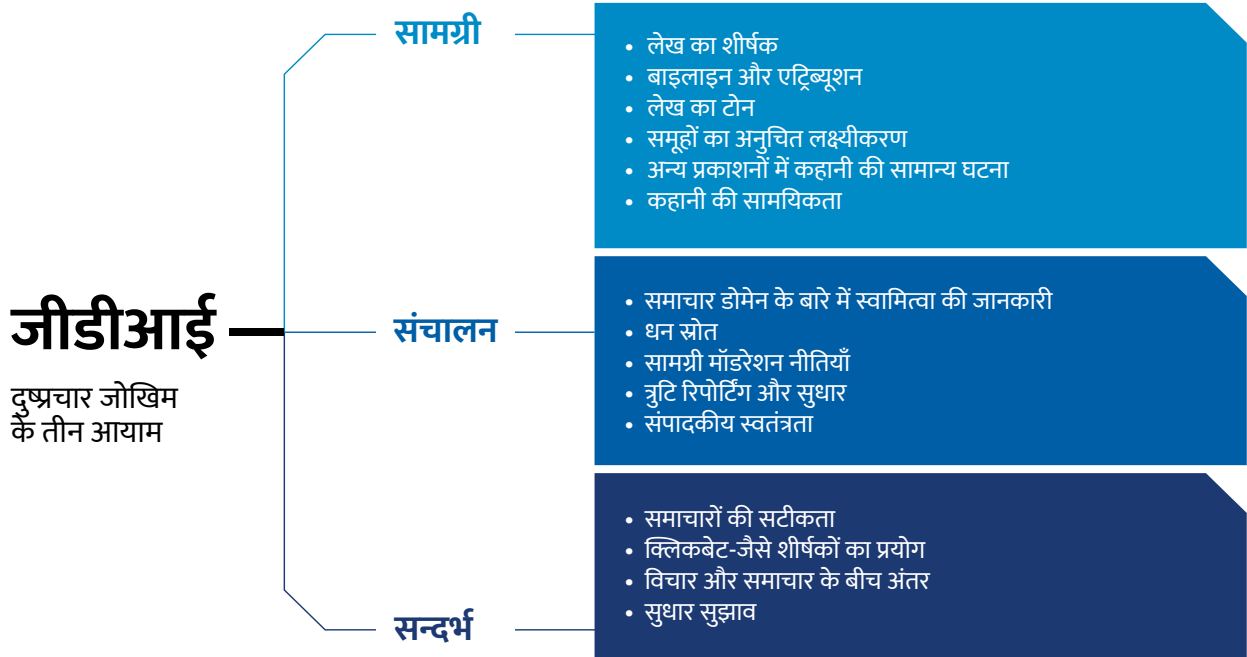 जीडीआई
दुष्प्रचार जोखिम
के तीन आयाम
सामग्री
• लेख का शीर्षक
• बाइलाइन और एट्रिब्यूशन
• लेख का टोन
• समूहों का अनुचित लक्ष्यीकरण
• अन्य प्रकाशनों में कहानी की सामान्य घटना
• कहानी की सामयिकता
संचालन
• समाचार डोमेन के बारे में स्वामित्वा की जानकारी
• धन स्रोत
• सामग्री मॉडरेशन नीतियाँ
• त्रुटि रिपोर्टिंग और सुधार
• संपादकीय स्वतंत्रता
सन्दर्भ
• समाचारों की सटीकता
• क्लिकबेट-जैसे शीर्षकों का प्रयोग
• विचार और समाचार के बीच अंतर
• सुधार सुझाव